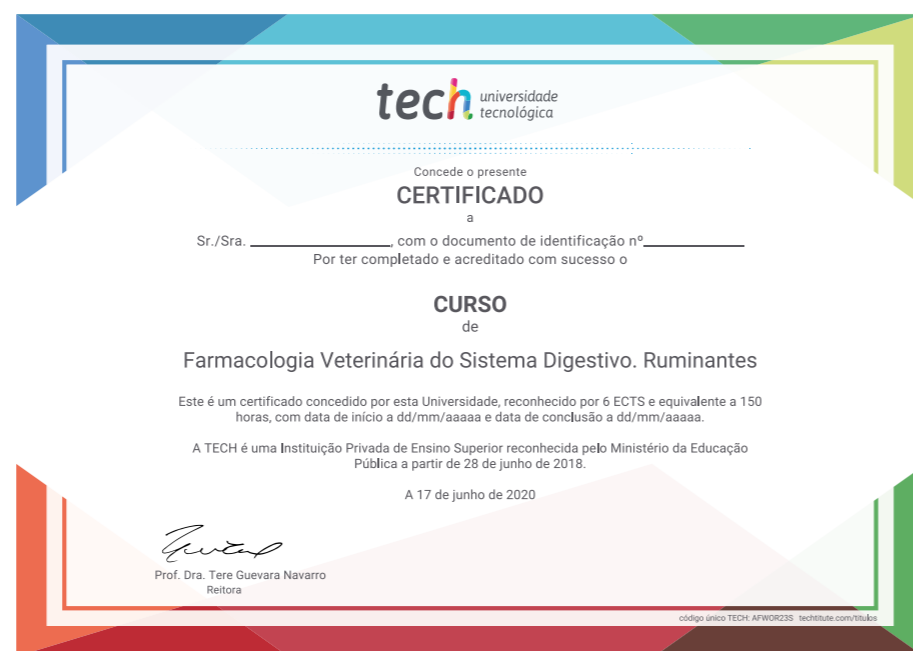 tech universidade
tecnológica
Concede o presente
CERTIFICADO
a
Sr./Sra. ____________________, com o documento de identificação nº______________
Por ter completado e acreditado com sucesso o
CURSO
de
Farmacologia Veterinária do Sistema Digestivo. Ruminantes
Este é um certificado concedido por esta Universidade, reconhecido por 6 ECTS e equivalente a 150
horas, com data de início a dd/mm/aaaaa e data de conclusão a dd/mm/aaaaa.
A TECH é uma Instituição Privada de Ensino Superior reconhecida pelo Ministério da Educação
Pública a partir de 28 de junho de 2018.
A 17 de junho de 2020
Prof. Dra. Tere Guevara Navarro
Reitora
código único TECH: AFWOR23S techtitute.com/titulos